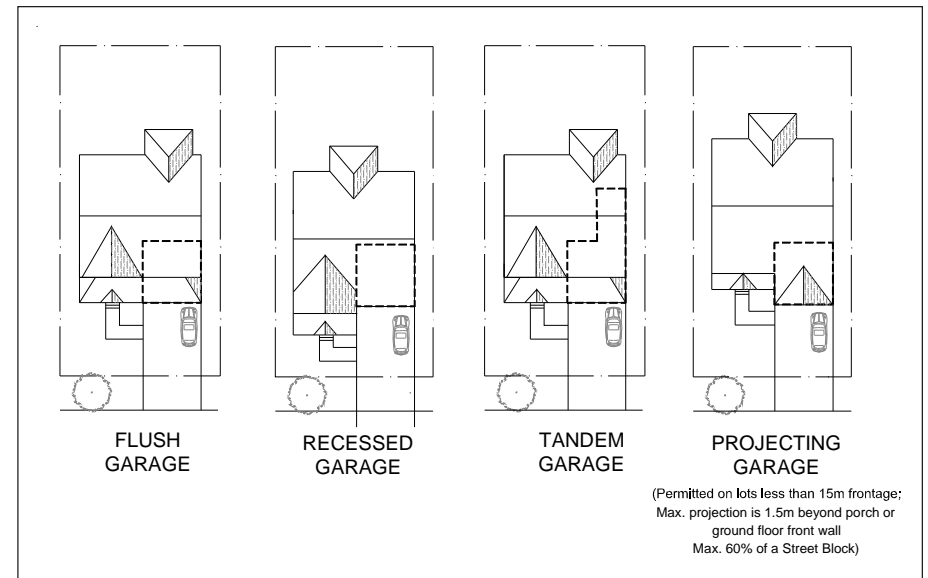 FLUSH
GARAGE
RECESSED
GARAGE
TANDEM
GARAGE
PROJECTING
GARAGE
(Permitted on lots less than 15m frontage;
Max. projection is 1.5m beyond porch or
ground floor front wall
Max. 60% of a Street Block)